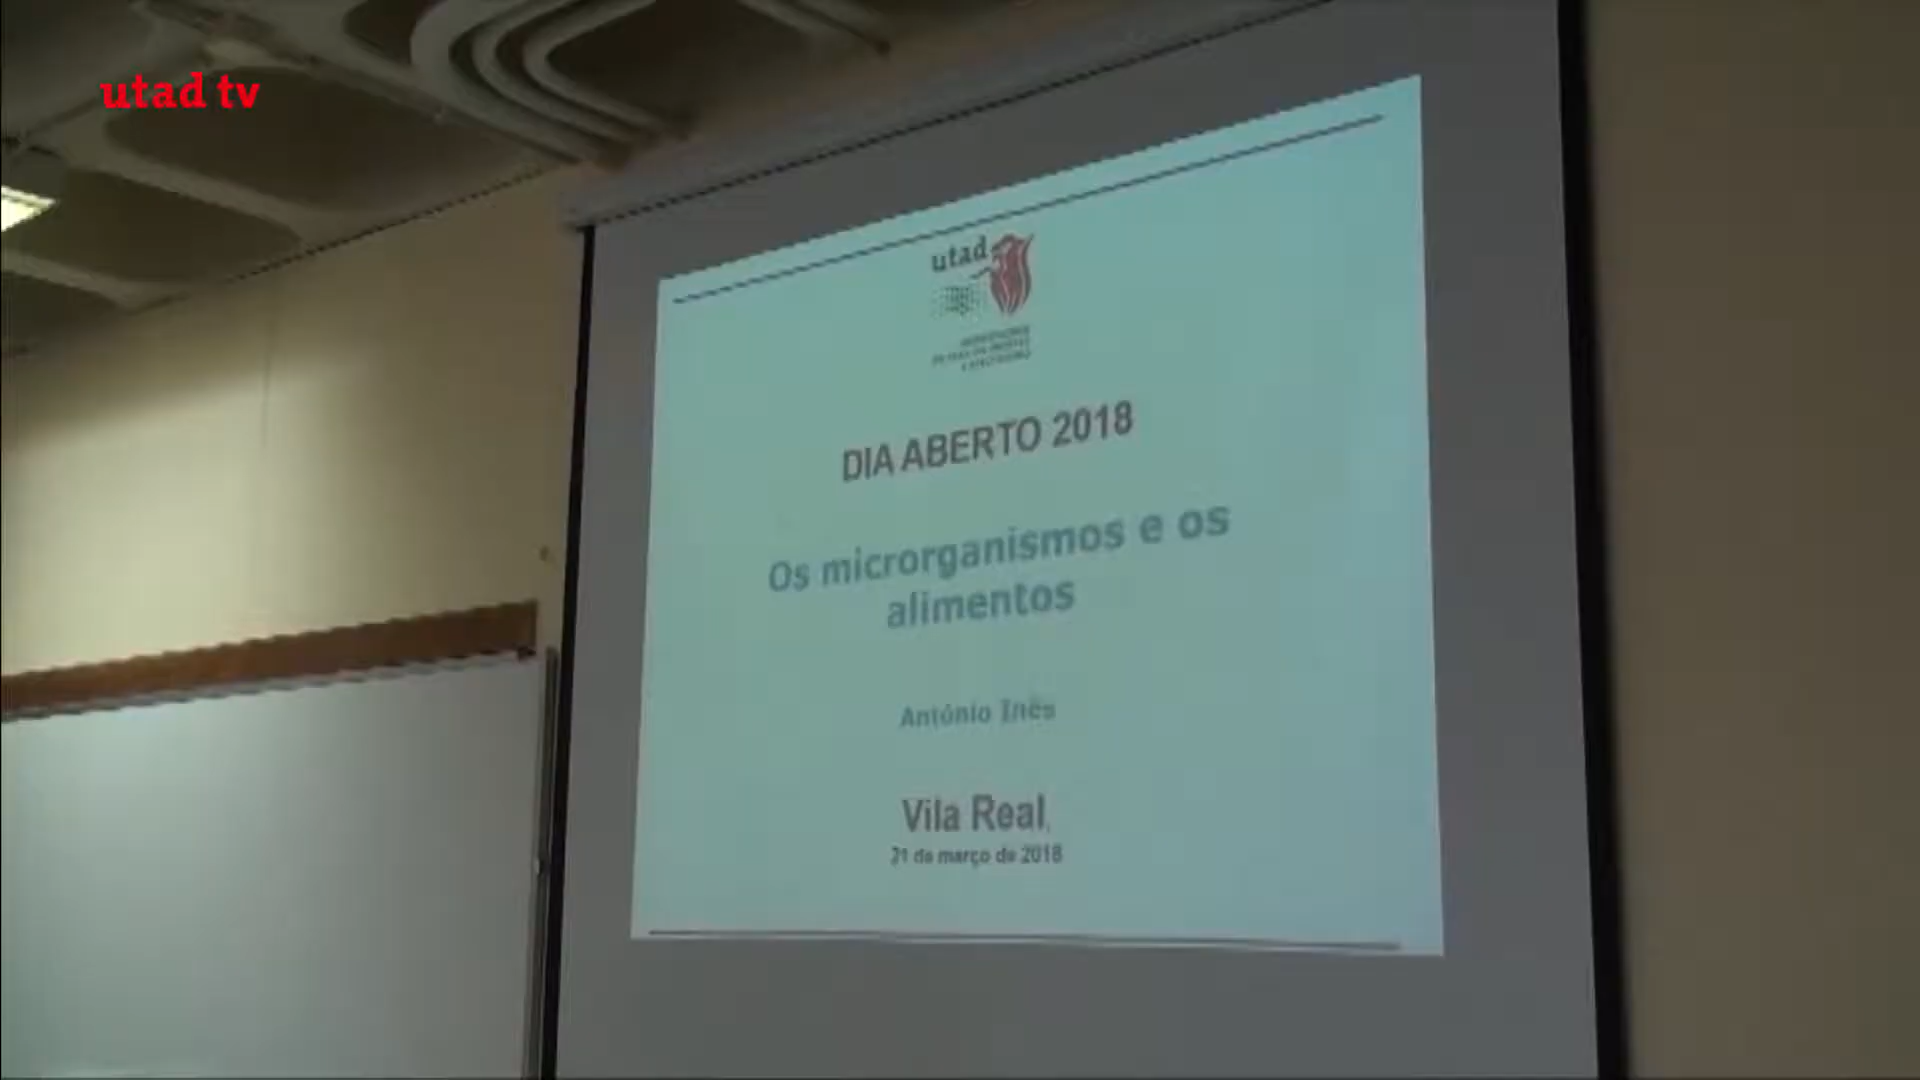 utad tv
utad
DIA ABERTO 2018
Os microrganismos e os
alimentos
António Inês
Vila Real,
21 de março de 2018